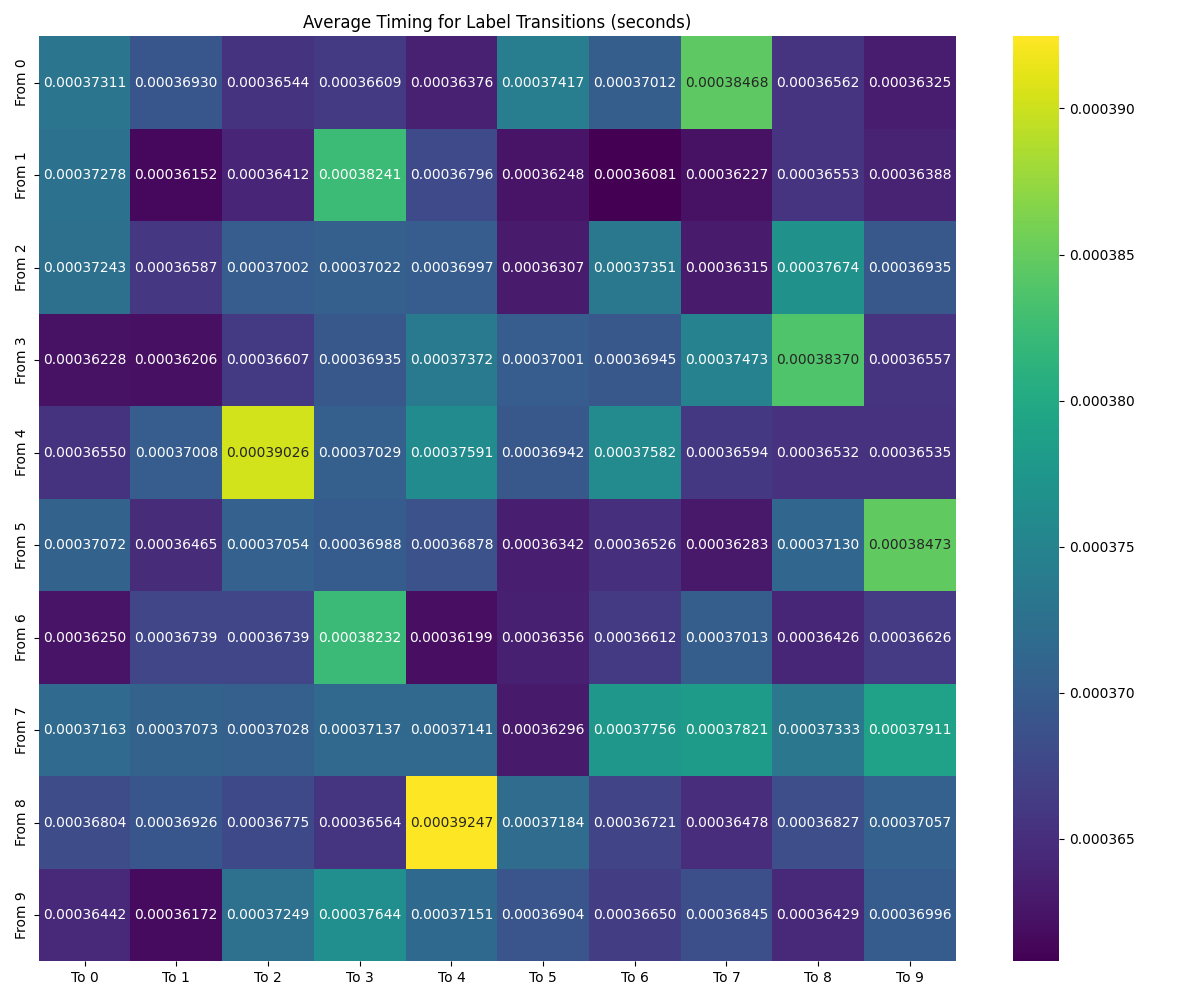 Average Timing for Label Transitions (seconds)
From 0 0.00037311 0.00036930 0.00036544 0.00036609 0.00036376 0.00037417 0.00037012 0.00038468 0.00036562 0.00036325
From 1 0.00037278 0.00036152 0.00036412 0.00038241 0.00036796 0.00036248 0.00036081 0.00036227 0.00036553 0.00036388
From 2 0.00037243 0.00036587 0.00037002 0.00037022 0.00036997 0.00036307 0.00037351 0.00036315 0.00037674 0.00036935
From 3 0.00036228 0.00036206 0.00036607 0.00036935 0.00037372 0.00037001 0.00036945 0.00037473 0.00038370 0.00036557
From 4 0.00036550 0.00037008 0.00039026 0.00037029 0.00037591 0.00036942 0.00037582 0.00036594 0.00036532 0.00036535
From 5 0.00037072 0.00036465 0.00037054 0.00036988 0.00036878 0.00036342 0.00036526 0.00036283 0.00037130 0.00038473
From 6 0.00036250 0.00036739 0.00036739 0.00038232 0.00036199 0.00036356 0.00036612 0.00037013 0.00036426 0.00036626
From 7 0.00037163 0.00037073 0.00037028 0.00037137 0.00037141 0.00036296 0.00037756 0.00037821 0.00037333 0.00037911
From 8 0.00036804 0.00036926 0.00036775 0.00036564 0.00039247 0.00037184 0.00036721 0.00036478 0.00036827 0.00037057
From 9 0.00036442 0.00036172 0.00037249 0.00037644 0.00037151 0.00036904 0.00036650 0.00036845 0.00036429 0.00036996
To 0 To 1 To 2 To 3 To 4 To 5 To 6 To 7 To 8 To 9
0.000390
0.000385
0.000380
0.000375
0.000370
0.000365